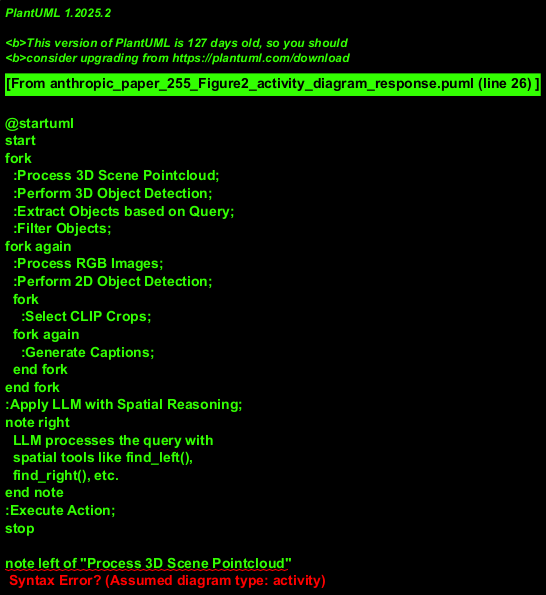 PlantUML 1.2025.2
<b>This version of PlantUML is 127 days old, so you should
<b>consider upgrading from https://plantuml.com/download
[From anthropic_paper_255_Figure2_activity_diagram_response.puml (line 26) ]
@startuml
start
fork
:Process 3D Scene Pointcloud;
:Perform 3D Object Detection;
:Extract Objects based on Query;
:Filter Objects;
fork again
:Process RGB Images;
:Perform 2D Object Detection;
fork
:Select CLIP Crops;
fork again
:Generate Captions;
end fork
end fork
:Apply LLM with Spatial Reasoning;
note right
LLM processes the query with
spatial tools like find_left(),
find_right(), etc.
end note
:Execute Action;
stop
note left of "Process 3D Scene Pointcloud"
Syntax Error? (Assumed diagram type: activity)